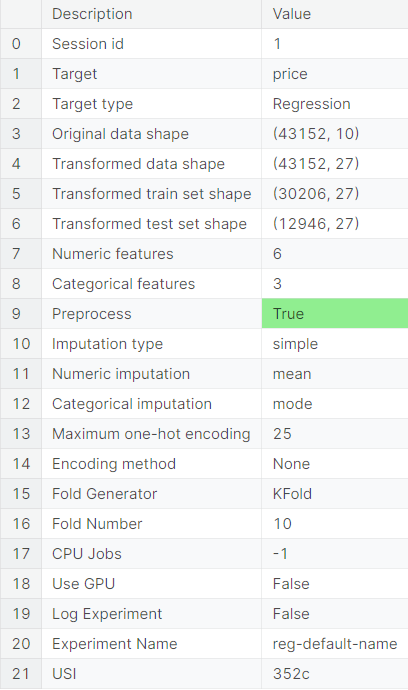 Description Value
0 Session id 1
1 Target price
2 Target type Regression
3 Original data shape (43152, 10)
4 Transformed data shape (43152, 27)
5 Transformed train set shape (30206, 27)
6 Transformed test set shape (12946, 27)
7 Numeric features 6
8 Categorical features 3
9 Preprocess True
10 Imputation type simple
11 Numeric imputation mean
12 Categorical imputation mode
13 Maximum one-hot encoding 25
14 Encoding method None
15 Fold Generator KFold
16 Fold Number 10
17 CPU Jobs -1
18 Use GPU False
19 Log Experiment False
20 Experiment Name reg-default-name
21 USI 352c